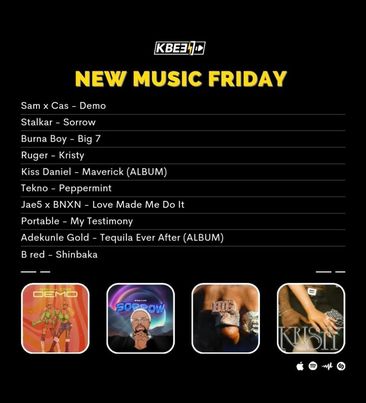 KBE3
NEW MUSIC FRIDAY
Sam x Cas - Demo
Stalkar - Sorrow
Burna Boy - Big 7
Ruger - Kristy
Kiss Daniel - Maverick (ALBUM)
Tekno - Peppermint
Jae5 x BNXN - Love Made Me Do It
Portable - My Testimony
Adekunle Gold - Tequila Ever After (ALBUM)
B red - Shinbaka
DEMO
SORROW